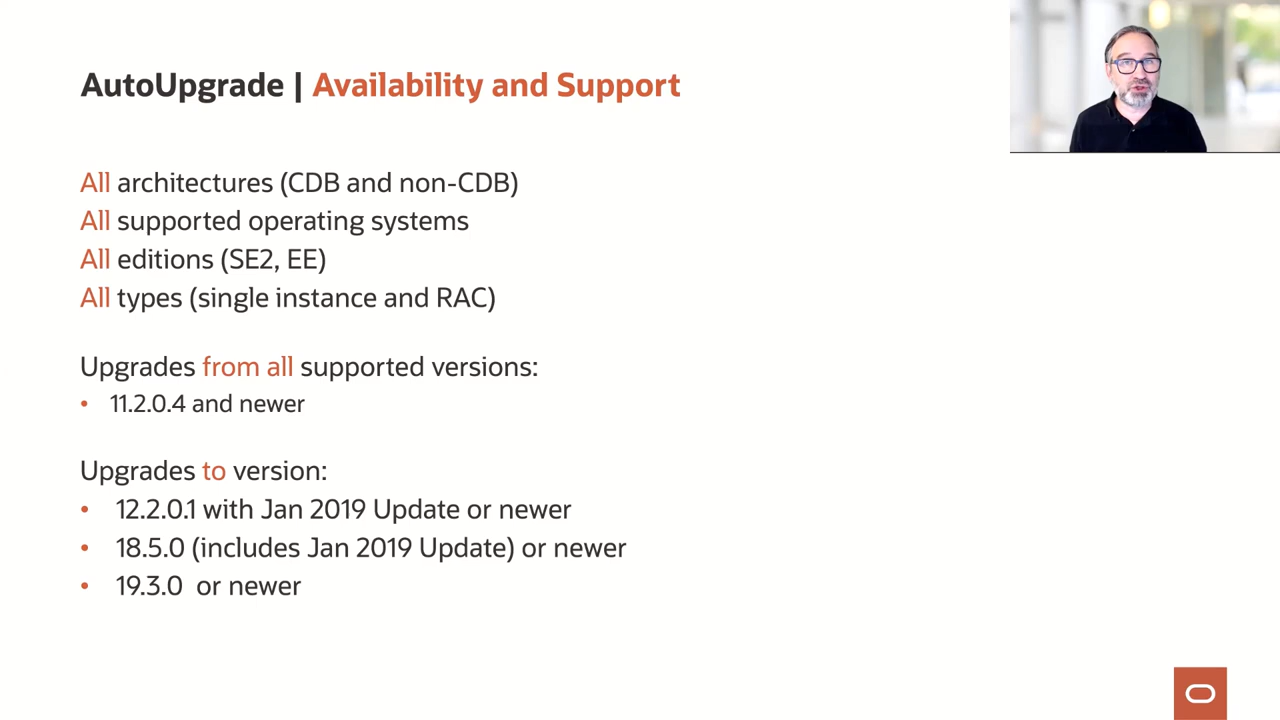 AutoUpgrade | Availability and Support
All architectures (CDB and non-CDB)
All supported operating systems
All editions (SE2, EE)
All types (single instance and RAC)
Upgrades from all supported versions:
• 11.2.0.4 and newer
Upgrades to version:
• 12.2.0.1 with Jan 2019 Update or newer
• 18.5.0 (includes Jan 2019 Update) or newer
• 19.3.0 or newer